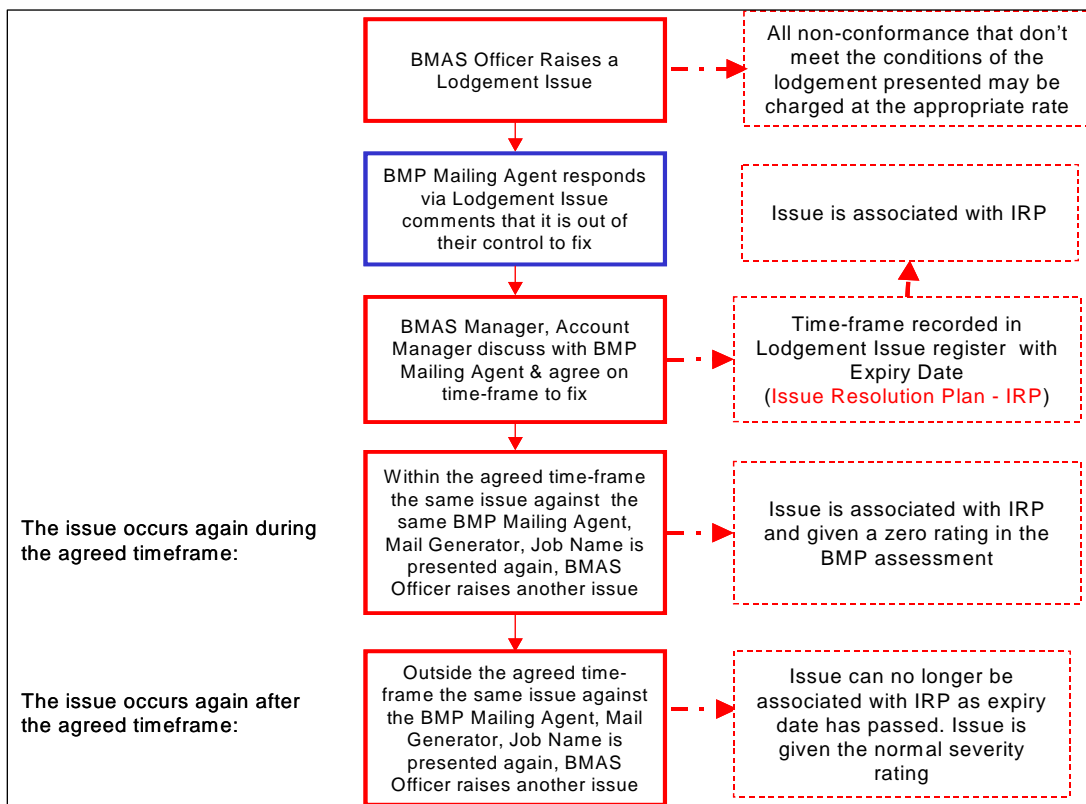 BMAS Officer Raises a
Lodgement Issue
All non-conformance that don't
meet the conditions of the
lodgement presented may be
charged at the appropriate rate
BMP Mailing Agent responds
via Lodgement Issue
comments that it is out of
their control to fix
Issue is associated with IRP
BMAS Manager, Account
Manager discuss with BMP
Mailing Agent & agree on
time-frame to fix
Time-frame recorded in
Lodgement Issue register with
Expiry Date
(Issue Resolution Plan - IRP)
The issue occurs again during
the agreed timeframe:
Within the agreed time-frame
the same issue against the
same BMP Mailing Agent,
Mail Generator, Job Name is
presented again, BMAS
Officer raises another issue
Issue is associated with IRP
and given a zero rating in the
BMP assessment
The issue occurs again after
the agreed timeframe:
Outside the agreed time-
frame the same issue against
the BMP Mailing Agent, Mail
Generator, Job Name is
presented again, BMAS
Officer raises another issue
Issue can no longer be
associated with IRP as expiry
date has passed. Issue is
given the normal severity
rating